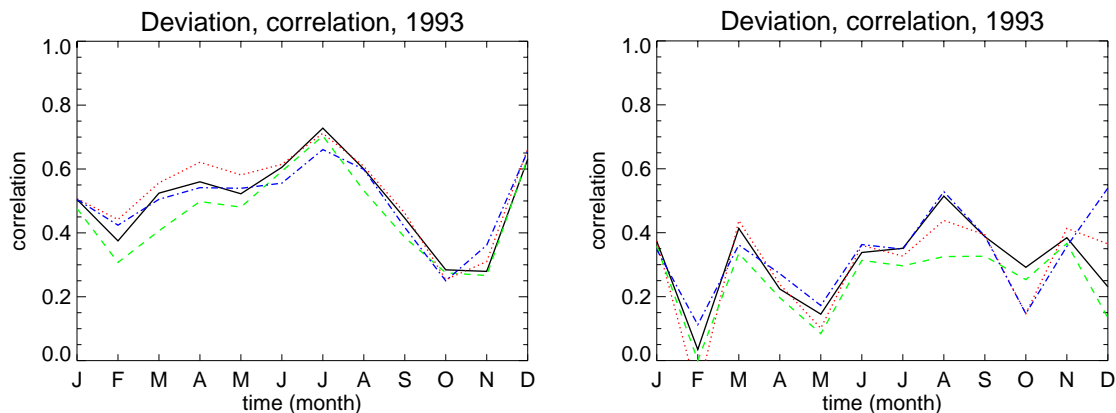 Deviation, correlation, 1993
1.0
0.8
0.6
0.4
0.2
0.0
correlation
J F M A M J J A S O N D
time (month)
Deviation, correlation, 1993
1.0
0.8
0.6
0.4
0.2
0.0
correlation
J F M A M J J A S O N D
time (month)